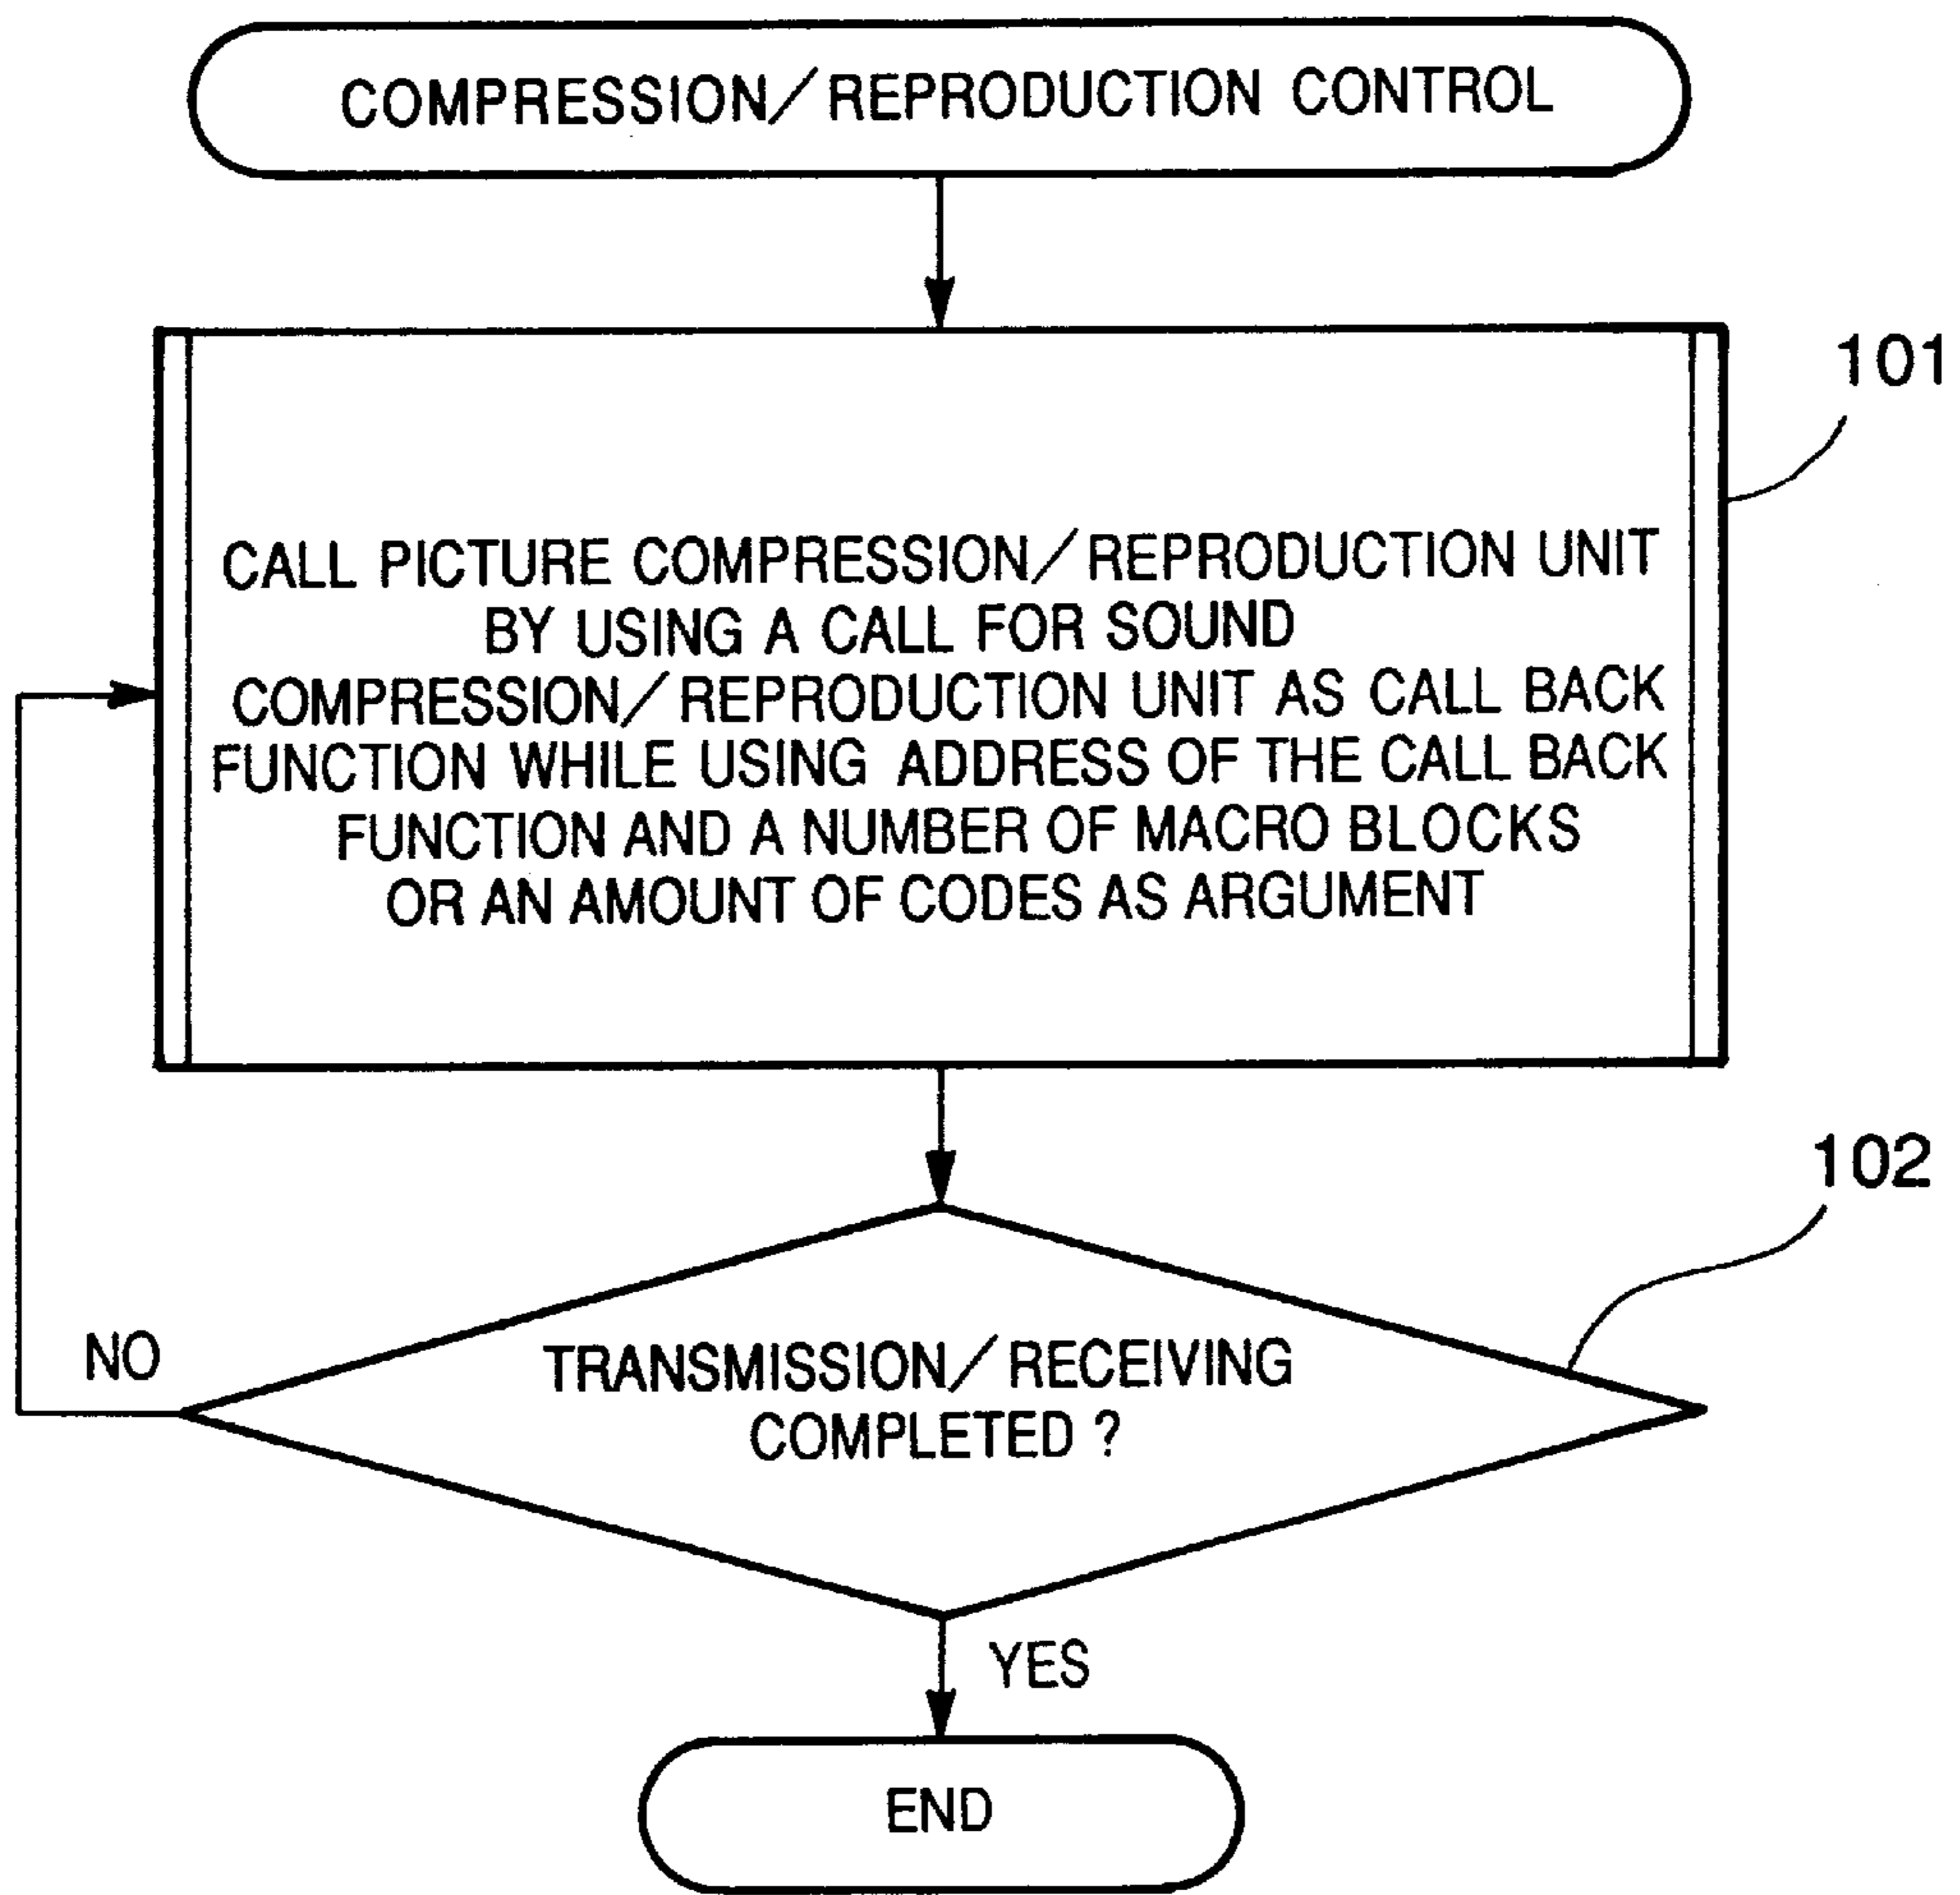 COMPRESSION/REPRODUCTION CONTROL
101
CALL PICTURE COMPRESSION/REPRODUCTION UNIT
BY USING A CALL FOR SOUND
COMPRESSION/REPRODUCTION UNIT AS CALL BACK
FUNCTION WHILE USING ADDRESS OF THE CALL BACK
FUNCTION AND A NUMBER OF MACRO BLOCKS
OR AN AMOUNT OF CODES AS ARGUMENT
102
NO
TRANSMISSION/RECEIVING
COMPLETED ?
YES
END